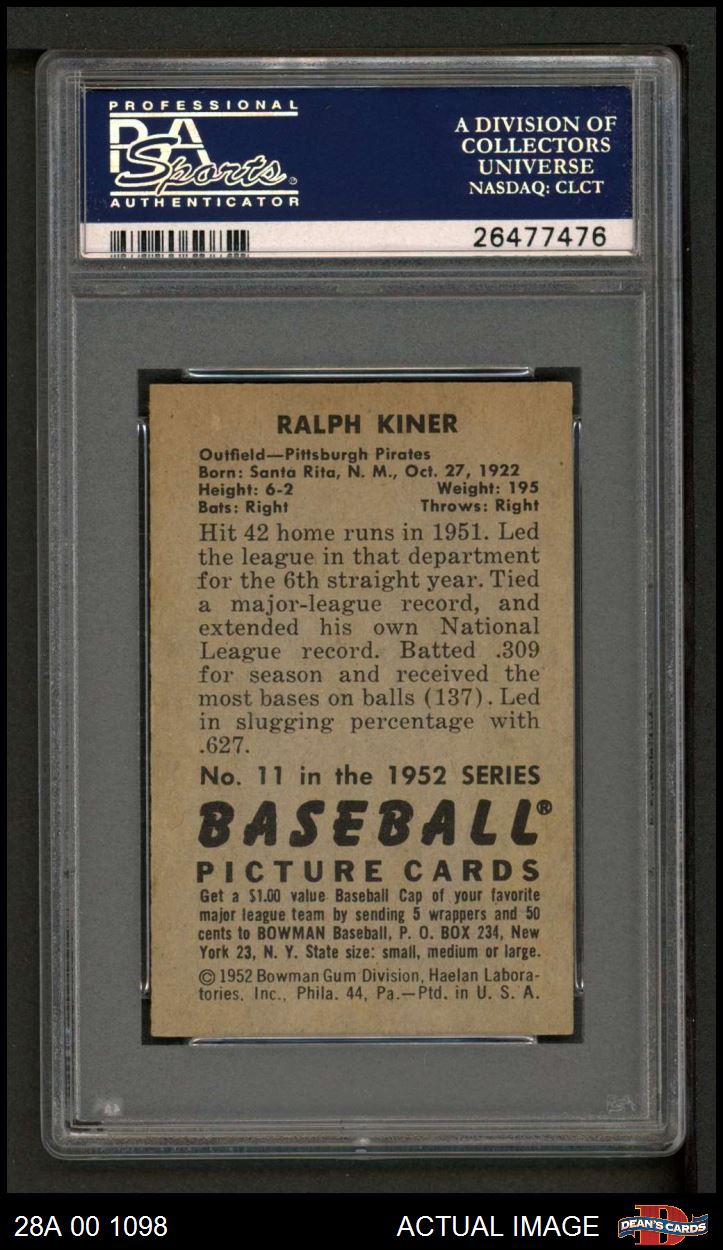 PROFESSIONAL
PSA
Sports®
AUTHENTICATOR
A DIVISION OF
COLLECTORS
UNIVERSE
NASDAQ: CLCT
26477476
RALPH KINER
Outfield—Pittsburgh Pirates
Born: Santa Rita, N. M., Oct. 27, 1922
Height: 6-2 Weight: 195
Bats: Right Throws: Right
Hit 42 home runs in 1951. Led
the league in that department
for the 6th straight year. Tied
a major-league record, and
extended his own National
League record. Batted .309
for season and received the
most bases on balls (137). Led
in slugging percentage with
.627.
No. 11 in the 1952 SERIES
BASEBALL®
PICTURE CARDS
Get a $1.00 value Baseball Cap of your favorite
major league team by sending 5 wrappers and 50
cents to BOWMAN Baseball, P. O. BOX 234, New
York 23, N. Y. State size: small, medium or large.
© 1952 Bowman Gum Division, Haelan Labora-
tories, Inc., Phila. 44, Pa.—Ptd. in U. S. A.
PSA
28A 00 1098
ACTUAL IMAGE
D
DEAN'S CARDS